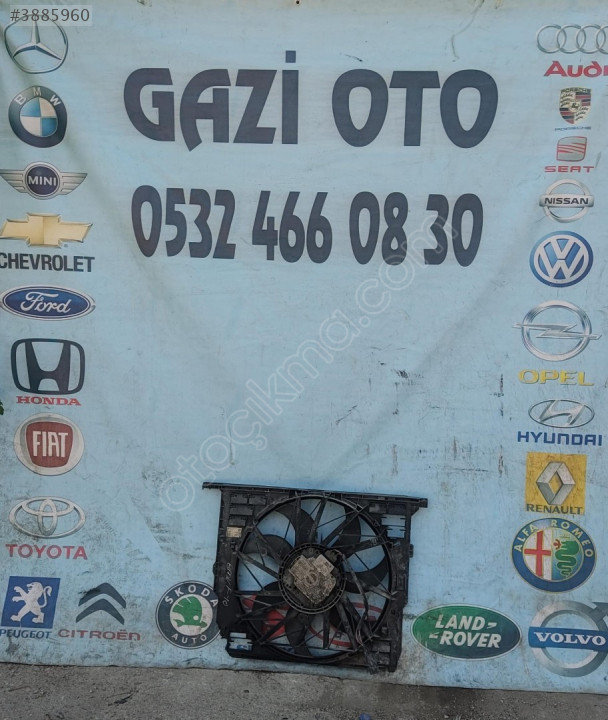 #3885960
GAZİ OTO
0532 466 08 30
otoçıkma.com
BMW
MINI
CHEVROLET
Ford
HONDA
FIAT
TOYOTA
PEUGEOT
CITROËN
SKODA
AUTO
Audi
PORSCHE
SEAT
NISSAN
OPEL
HYUNDAI
RENAULT
ALFA ROMEO
LAND-
ROVER
VOLVO